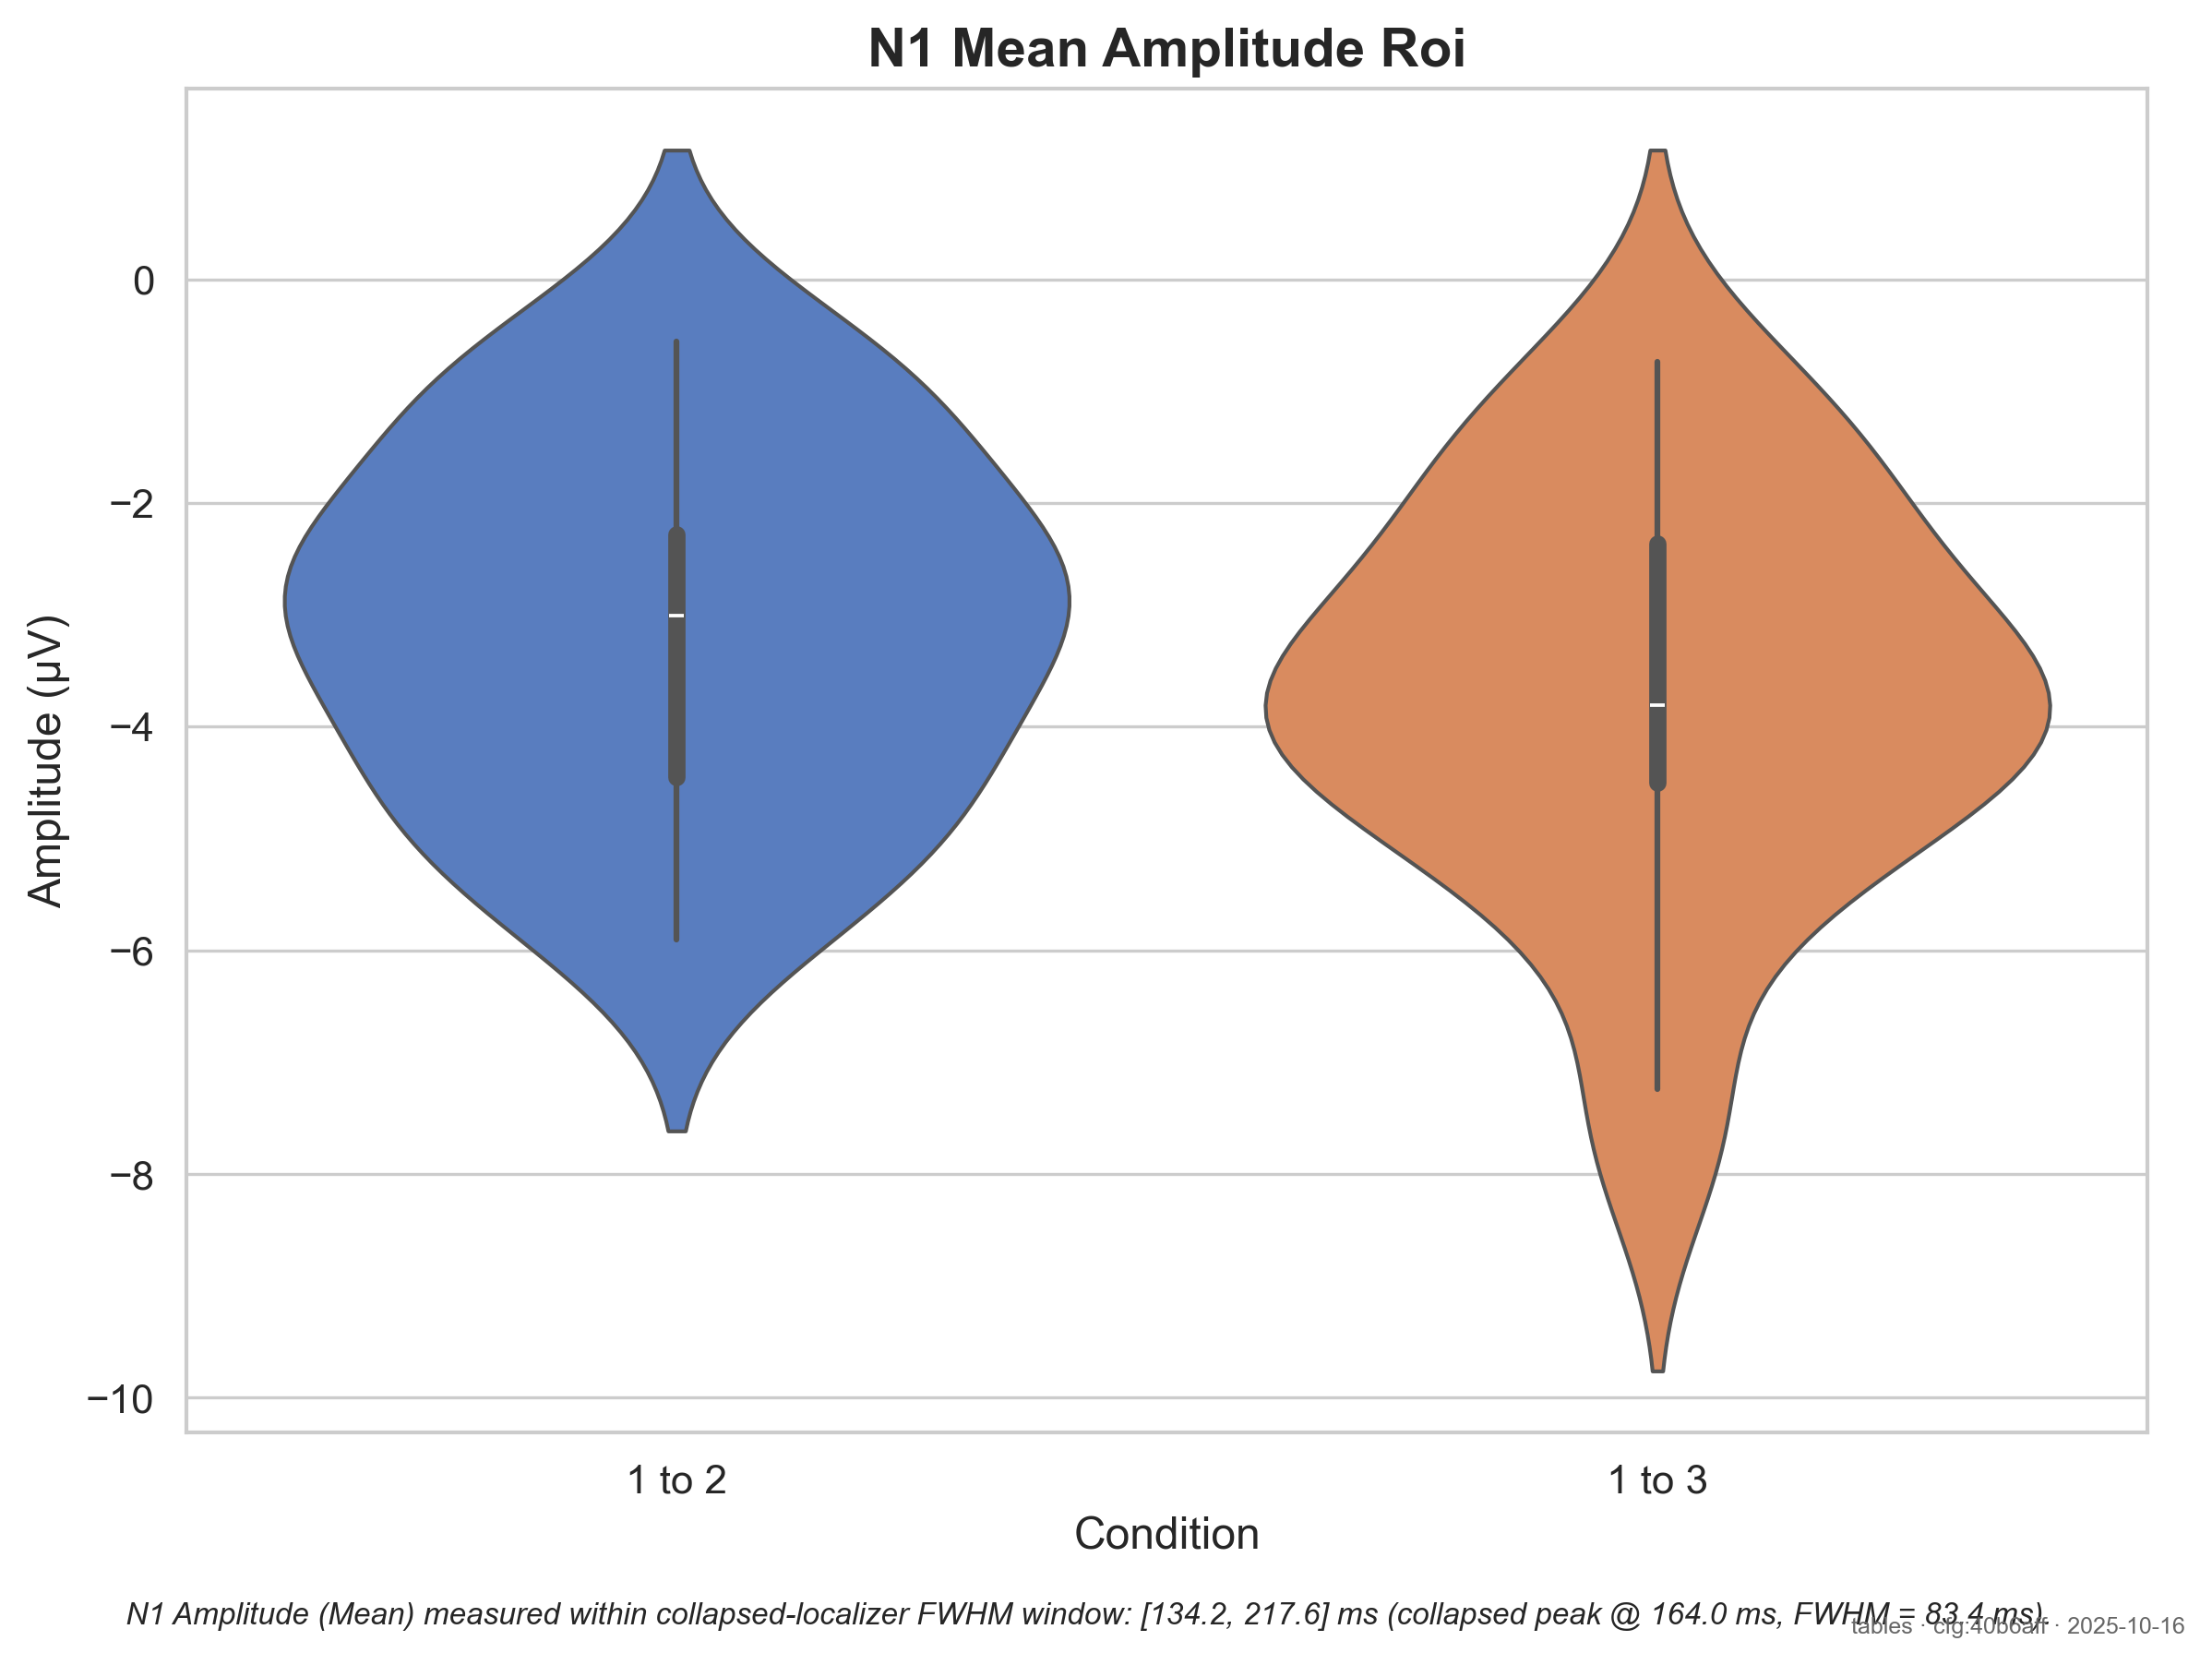 N1 Mean Amplitude Roi
Amplitude (µV)
0
−2
−4
−6
−8
−10
1 to 2
1 to 3
Condition
N1 Amplitude (Mean) measured within collapsed-localizer FWHM window: [134.2, 217.6] ms (collapsed peak @ 164.0 ms, FWHM = 83.4 ms).
tables · cfg:40b6aff · 2025-10-16